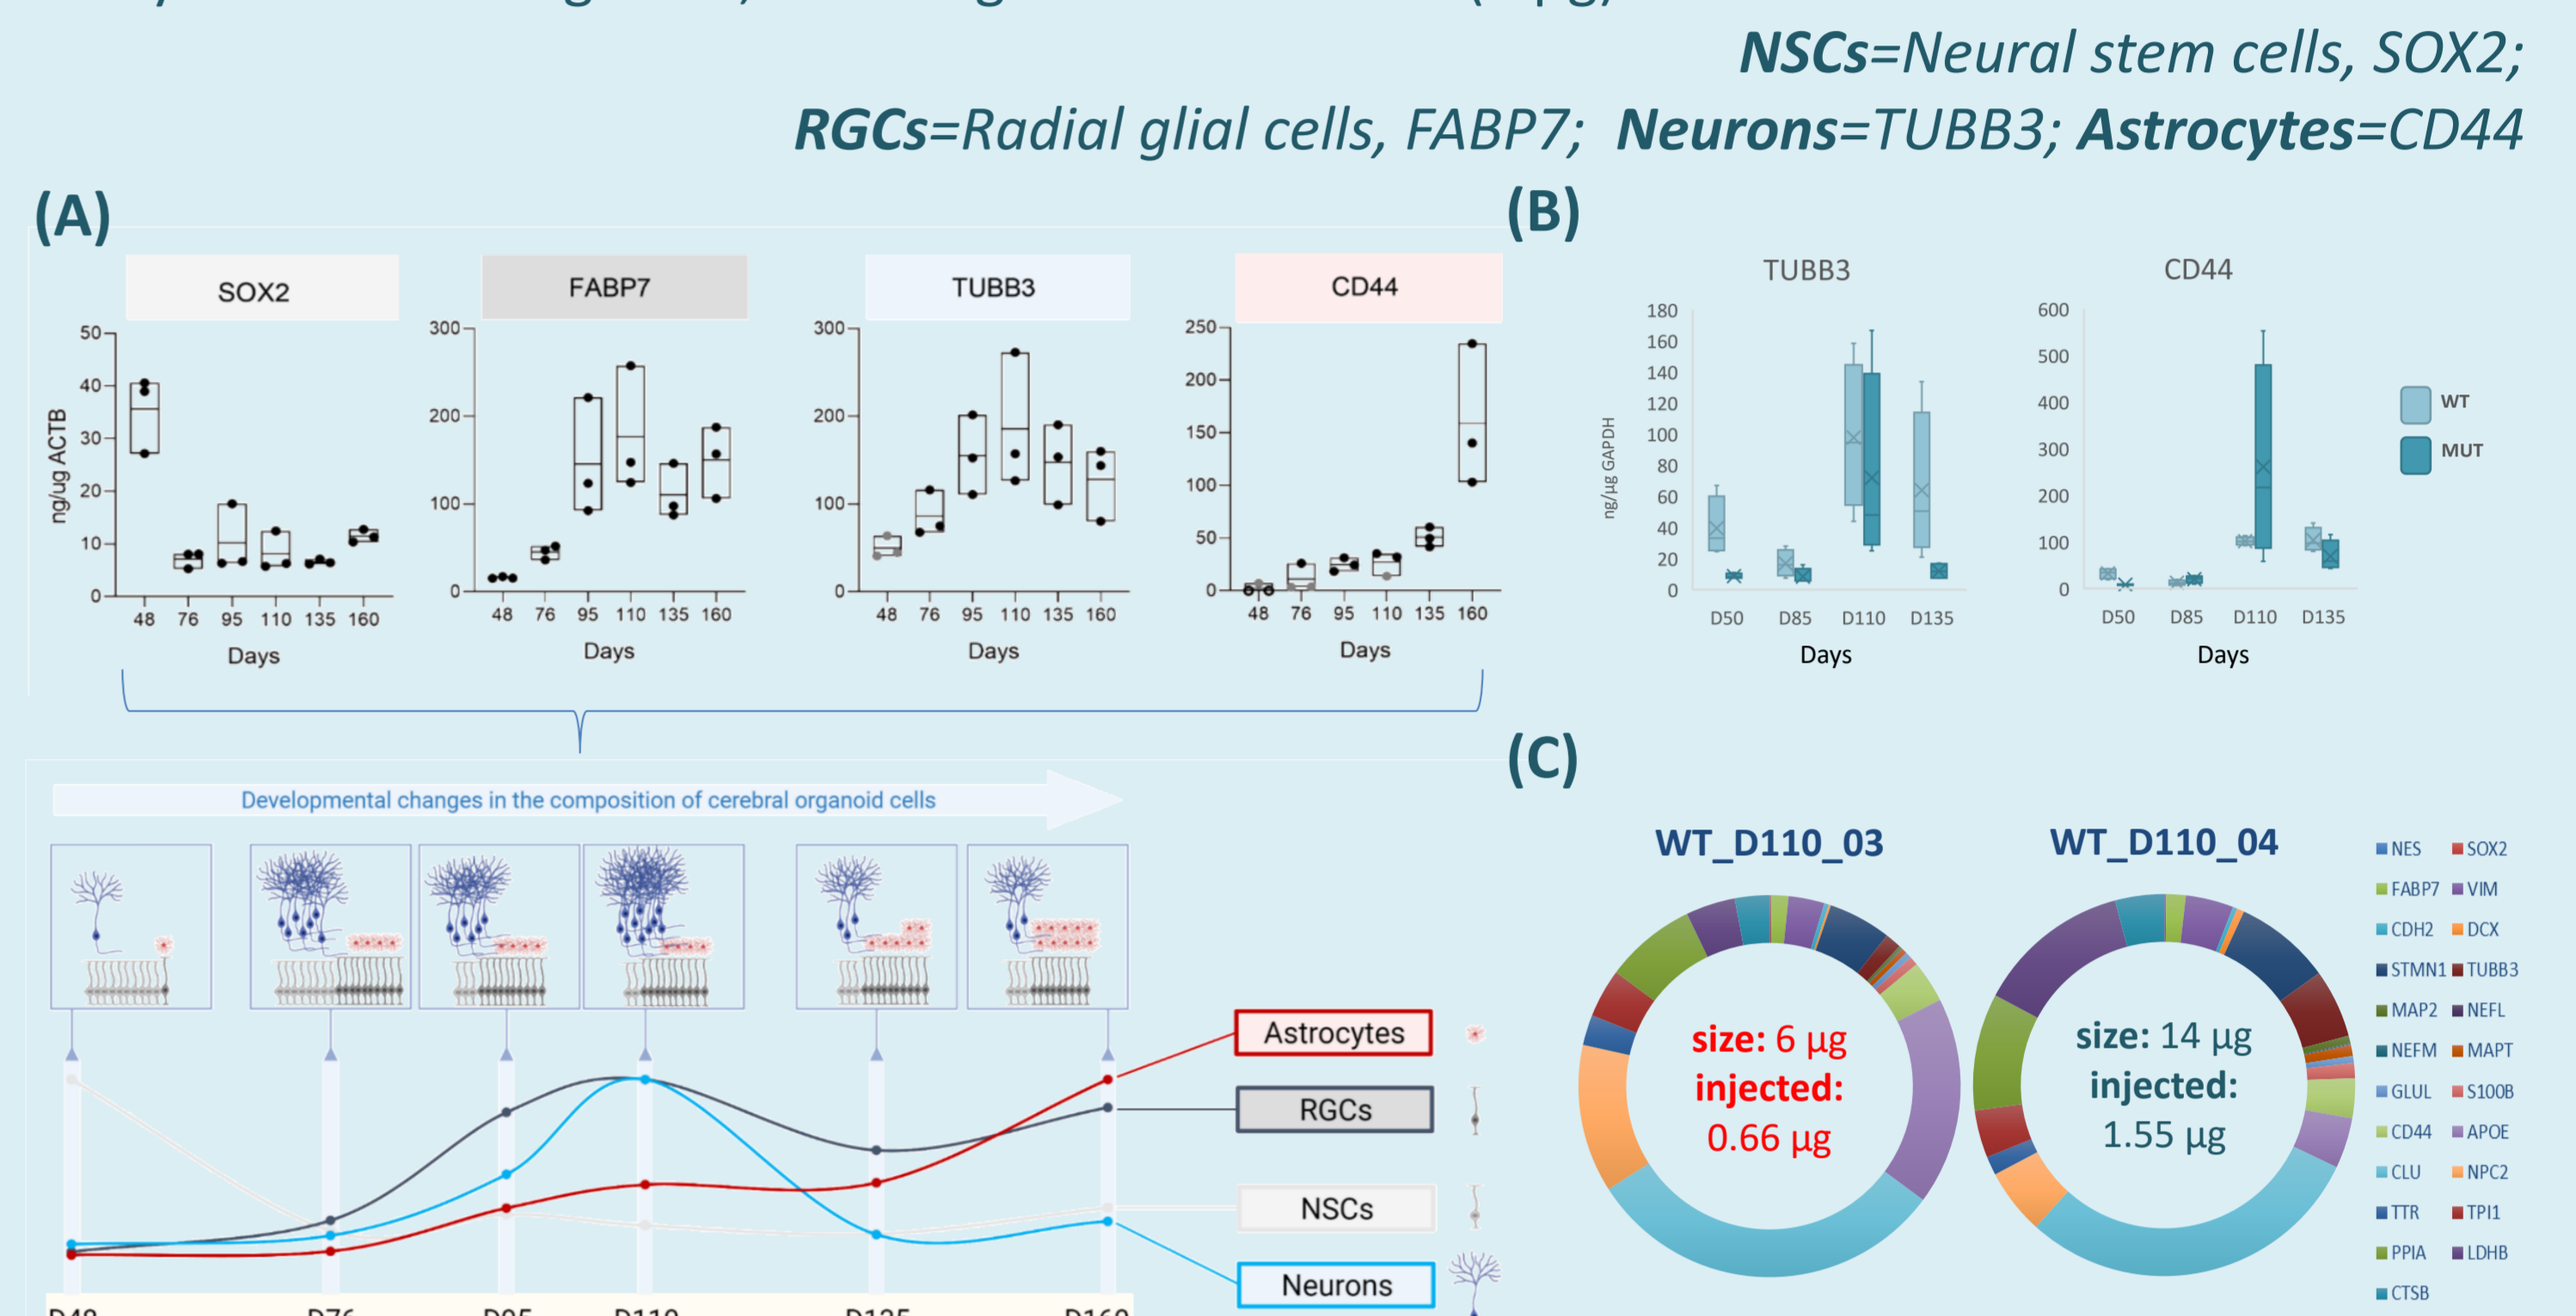 NSCs=Neural stem cells, SOX2;
RGCs=Radial glial cells, FABP7; Neurons=TUBB3; Astrocytes=CD44
(A)
SOX2
ng/ug ACTB
50
40
30
20
10
0
48 76 95 110 135 160
Days
FABP7
300
200
100
0
48 76 95 110 135 160
Days
TUBB3
300
200
100
0
48 76 95 110 135 160
Days
CD44
250
200
150
100
50
0
48 76 95 110 135 160
Days
(B)
TUBB3
ng/µg GAPDH
180
160
140
120
100
80
60
40
20
0
D50 D85 D110 D135
Days
CD44
600
500
400
300
200
100
0
D50 D85 D110 D135
Days
WT
MUT
Developmental changes in the composition of cerebral organoid cells
Astrocytes
RGCs
NSCs
Neurons
(C)
WT_D110_03
size: 6 µg
injected:
0.66 µg
WT_D110_04
size: 14 µg
injected:
1.55 µg
NES SOX2
FABP7 VIM
CDH2 DCX
STMN1 TUBB3
MAP2 NEFL
NEFM MAPT
GLUL S100B
CD44 APOE
CLU NPC2
TTR TPI1
PPIA LDHB
CTSB